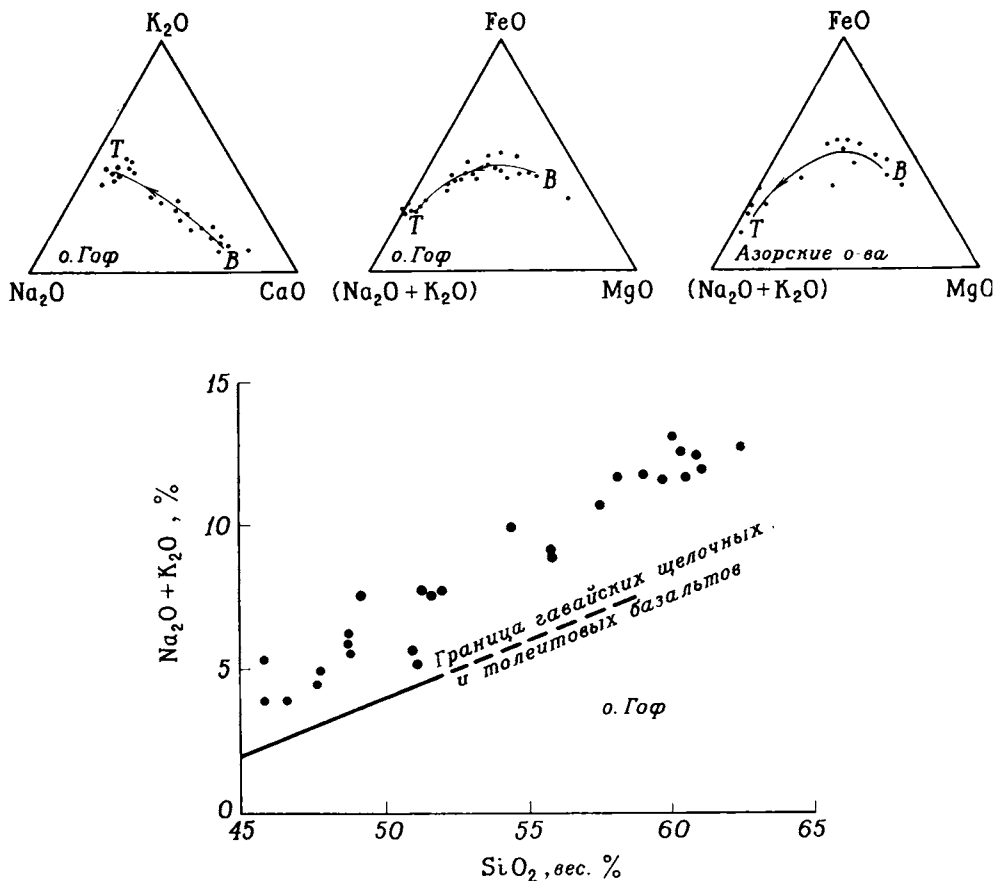 K₂O
T
B
о. Гоф
Na₂O
CaO
FeO
B
T
о. Гоф
(Na₂O + K₂O)
MgO
FeO
B
T
Азорские о-ва
(Na₂O + K₂O)
MgO
Na₂O + K₂O , %
15
10
5
0
Граница гавайских щелочных
и толеитовых базальтов
о. Гоф
45
50
55
60
65
SiO₂ , вес. %